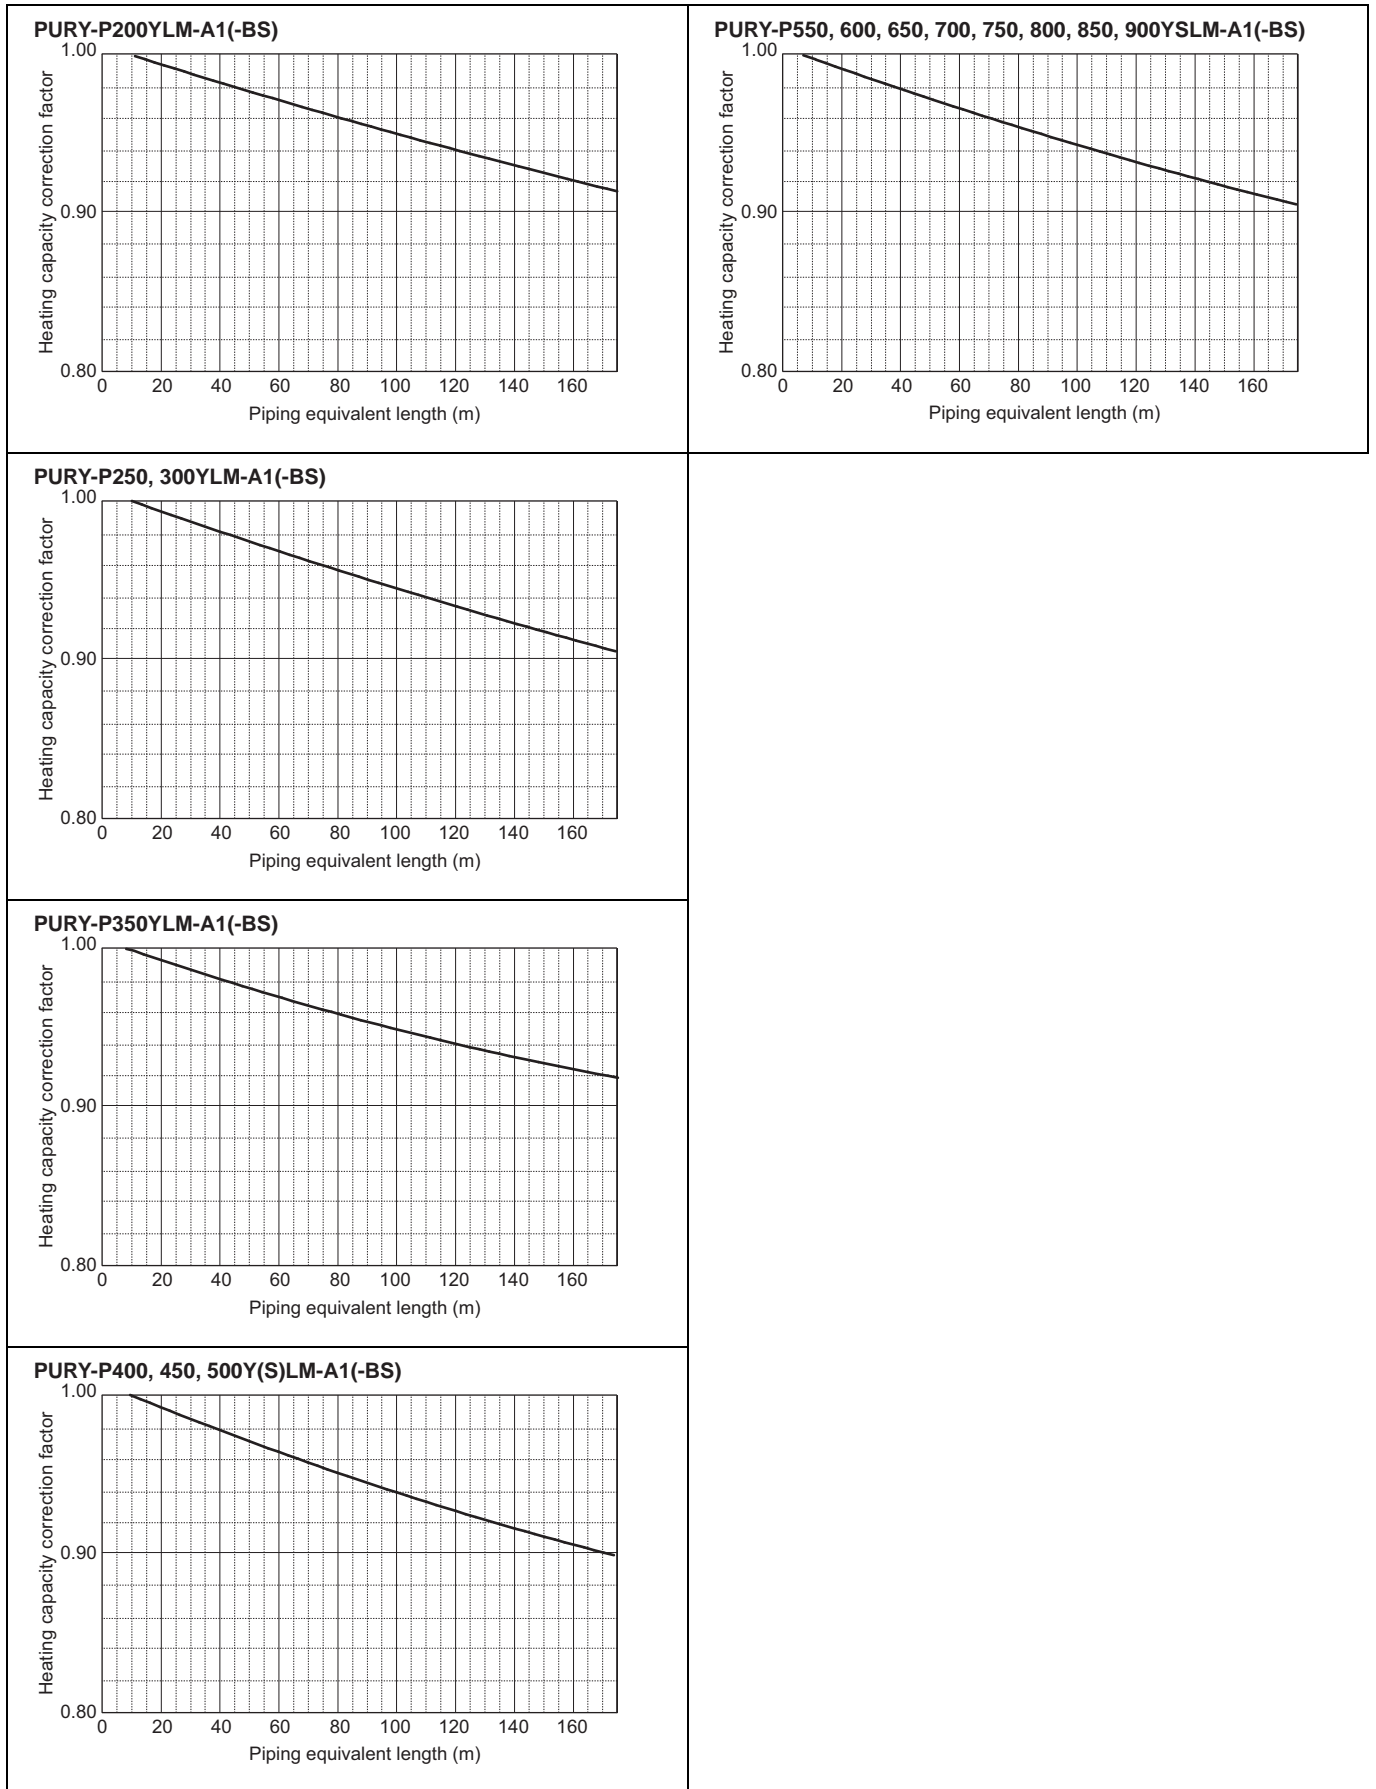 PURY-P200YLM-A1(-BS)
1.00
0.90
0.80
Heating capacity correction factor
0 20 40 60 80 100 120 140 160
Piping equivalent length (m)
PURY-P550, 600, 650, 700, 750, 800, 850, 900YSLM-A1(-BS)
1.00
0.90
0.80
Heating capacity correction factor
0 20 40 60 80 100 120 140 160
Piping equivalent length (m)
PURY-P250, 300YLM-A1(-BS)
1.00
0.90
0.80
Heating capacity correction factor
0 20 40 60 80 100 120 140 160
Piping equivalent length (m)
PURY-P350YLM-A1(-BS)
1.00
0.90
0.80
Heating capacity correction factor
0 20 40 60 80 100 120 140 160
Piping equivalent length (m)
PURY-P400, 450, 500Y(S)LM-A1(-BS)
1.00
0.90
0.80
Heating capacity correction factor
0 20 40 60 80 100 120 140 160
Piping equivalent length (m)